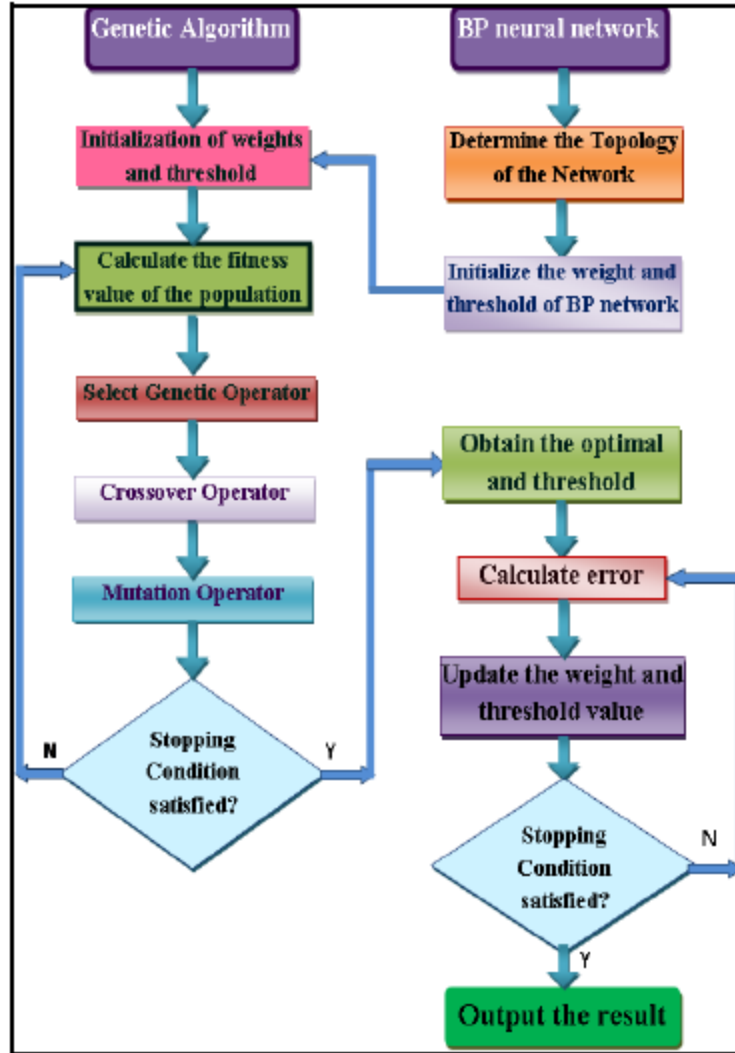 Genetic Algorithm
Initialization of weights
and threshold
Calculate the fitness
value of the population
Select Genetic Operator
Crossover Operator
Mutation Operator
Stopping
Condition
satisfied?
N
Y
BP neural network
Determine the Topology
of the Network
Initialize the weight and
threshold of BP network
Obtain the optimal
and threshold
Calculate error
Update the weight and
threshold value
Stopping
Condition
satisfied?
N
Y
Output the result